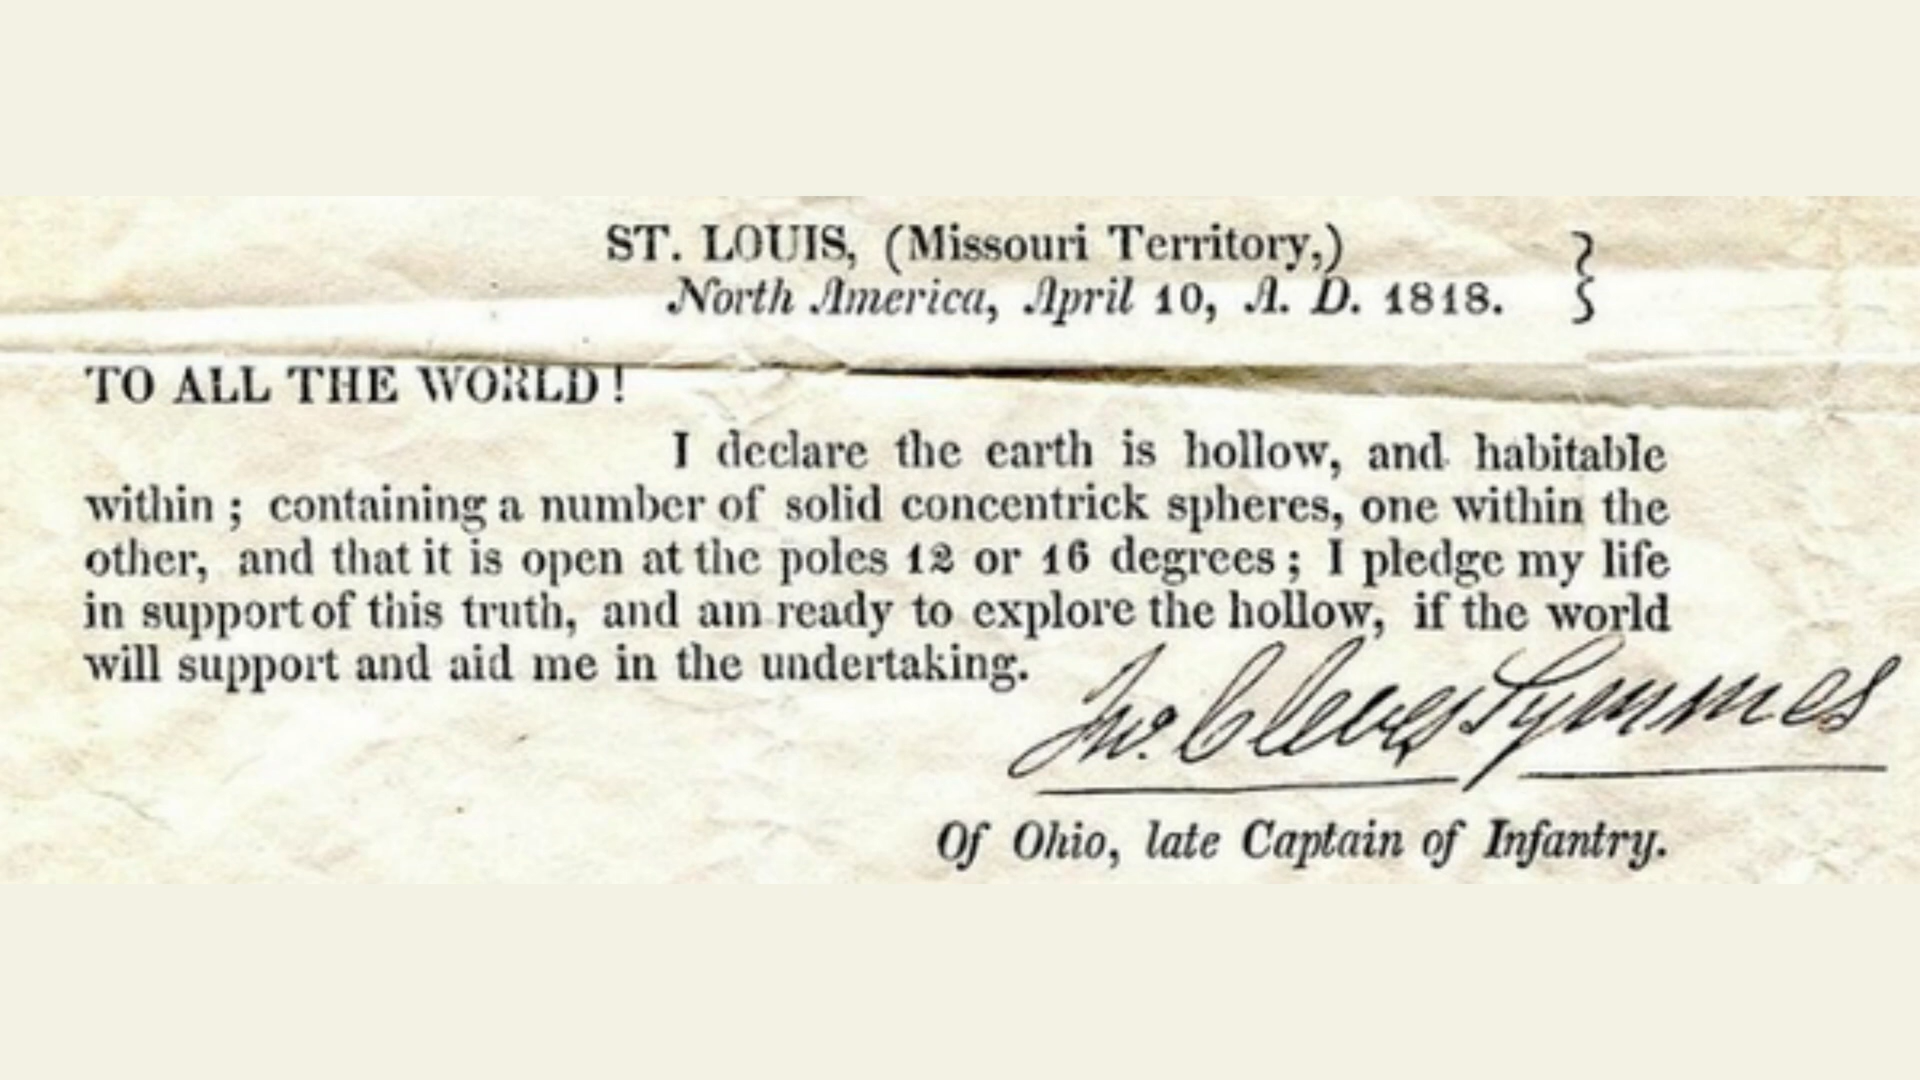 ST. LOUIS, (Missouri Territory,)
North America, April 10, A. D. 1818.
TO ALL THE WORLD!
I declare the earth is hollow, and habitable
within; containing a number of solid concentrick spheres, one within the
other, and that it is open at the poles 12 or 16 degrees; I pledge my life
in support of this truth, and am ready to explore the hollow, if the world
will support and aid me in the undertaking.
Jno. Cleves Symmes
Of Ohio, late Captain of Infantry.